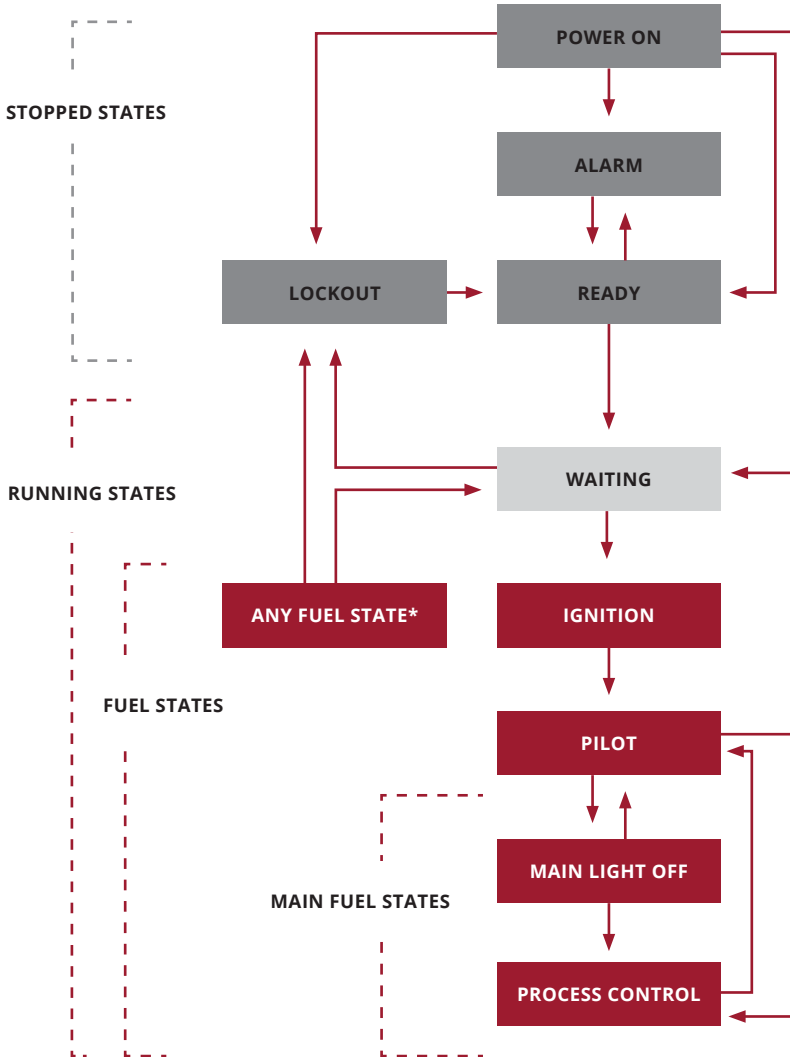 POWER ON
STOPPED STATES
ALARM
LOCKOUT
READY
WAITING
RUNNING STATES
ANY FUEL STATE*
IGNITION
FUEL STATES
PILOT
MAIN LIGHT OFF
MAIN FUEL STATES
PROCESS CONTROL